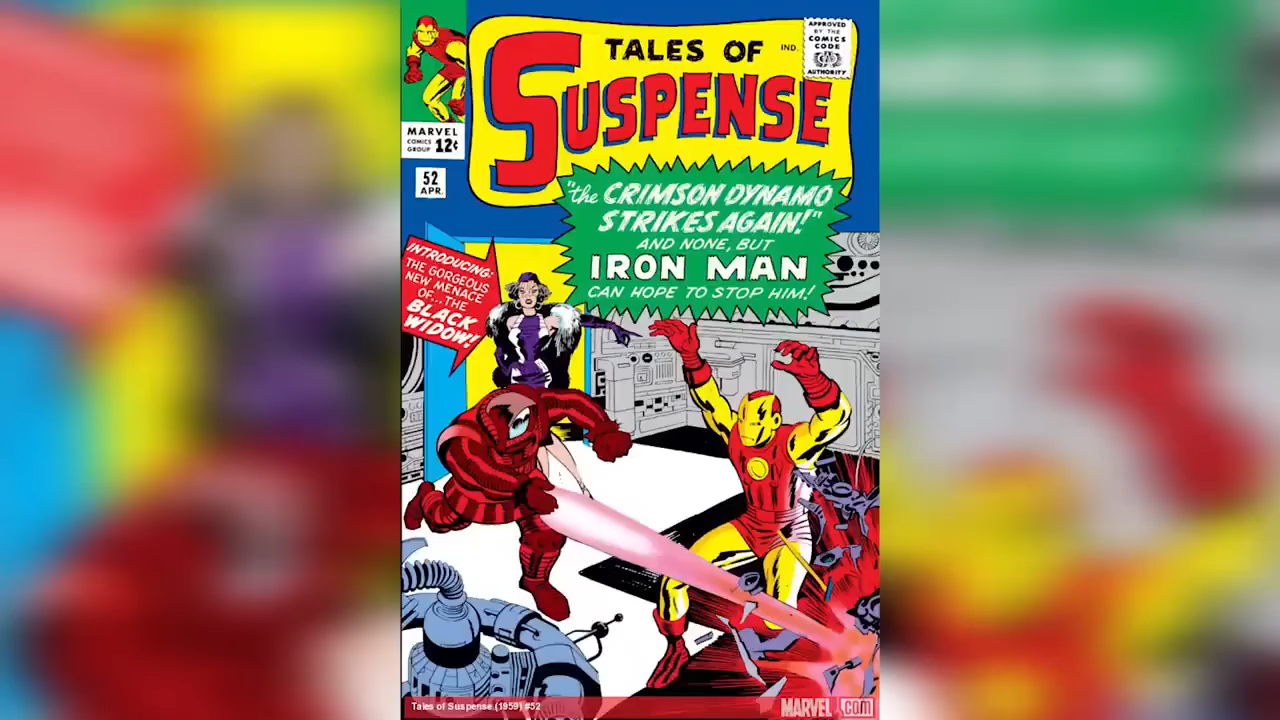 TALES OF
SUSPENSE
IND.
APPROVED
BY THE
COMICS
CODE
AUTHORITY
MARVEL
COMICS
GROUP 12¢
52
APR.
"the CRIMSON DYNAMO
STRIKES AGAIN!"
AND NONE, BUT
IRON MAN
CAN HOPE TO STOP HIM!
INTRODUCING:
THE GORGEOUS
NEW MENACE
OF...THE
BLACK
WIDOW!
Tales of Suspense (1959) #52
MARVEL.com